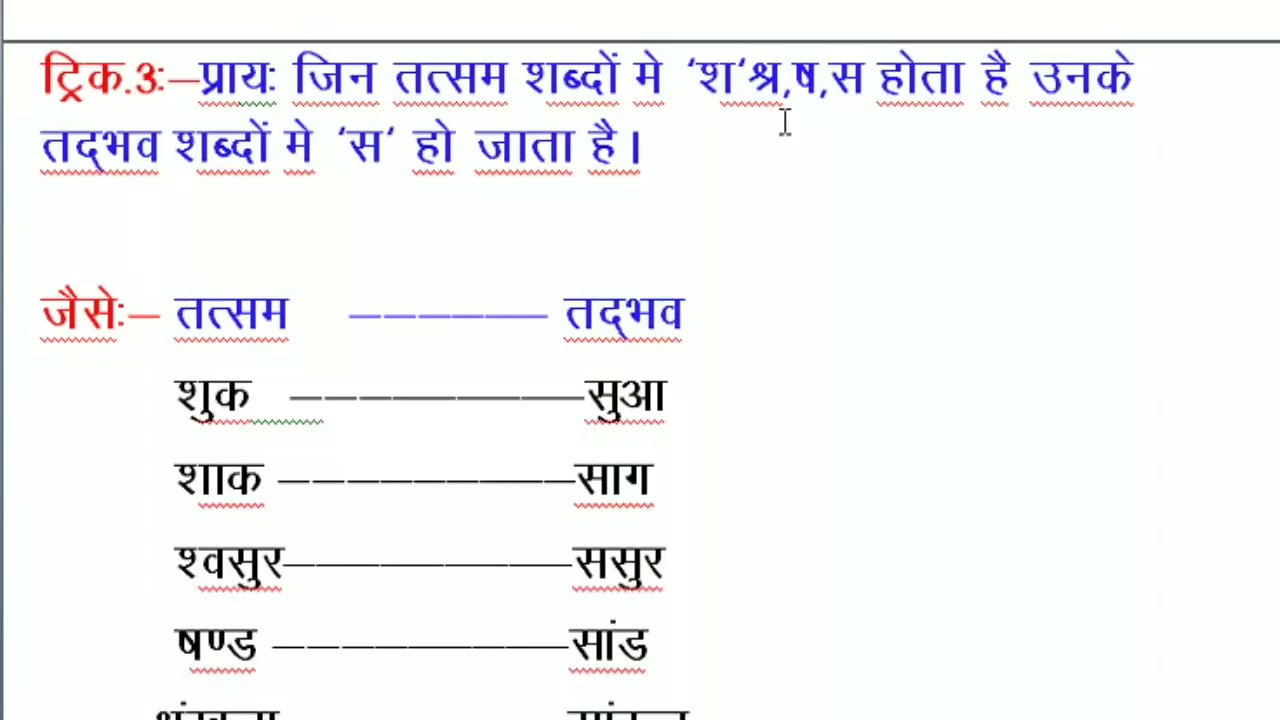 ट्रिक.3:–प्रायः जिन तत्सम शब्दों मे ‘श‘श्र,ष,स होता है उनके
तद्भव शब्दों मे ‘स‘ हो जाता है।
जैसेः– तत्सम —————— तद्भव
शुक —————————सुआ
शाक —————————साग
श्वसुर—————————ससुर
षण्ड —————————सांड